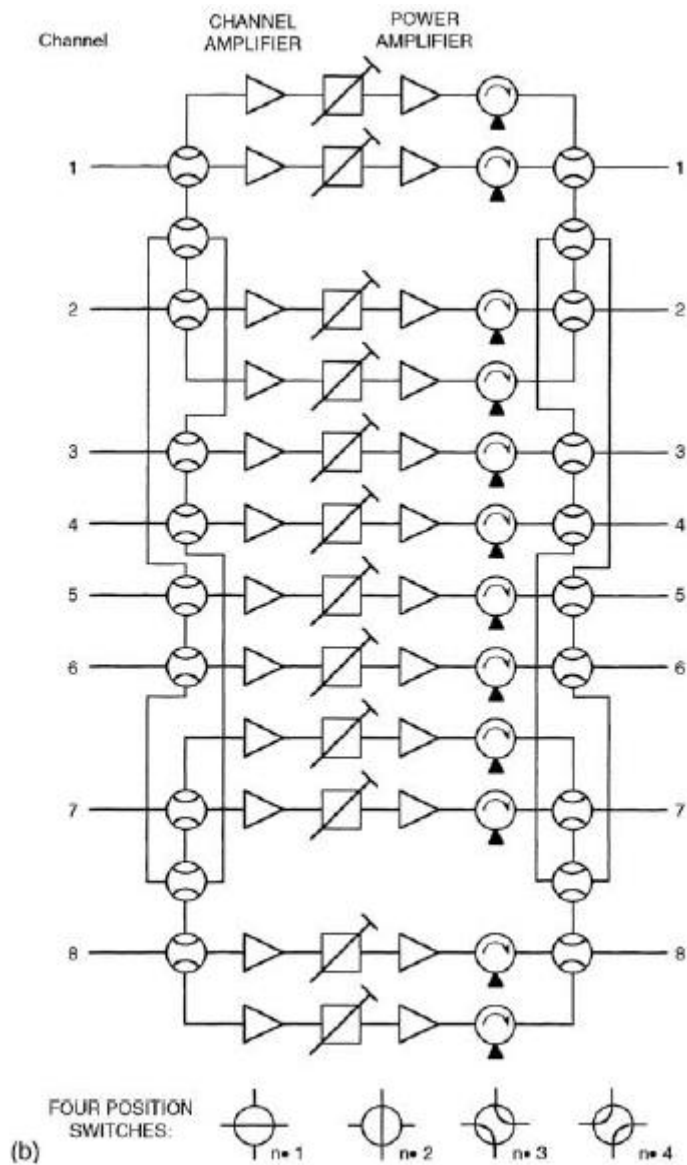 Channel
CHANNEL
AMPLIFIER
POWER
AMPLIFIER
1 1
2 2
3 3
4 4
5 5
6 6
7 7
8 8
FOUR POSITION
SWITCHES:
n• 1
n• 2
n• 3
n• 4
(b)